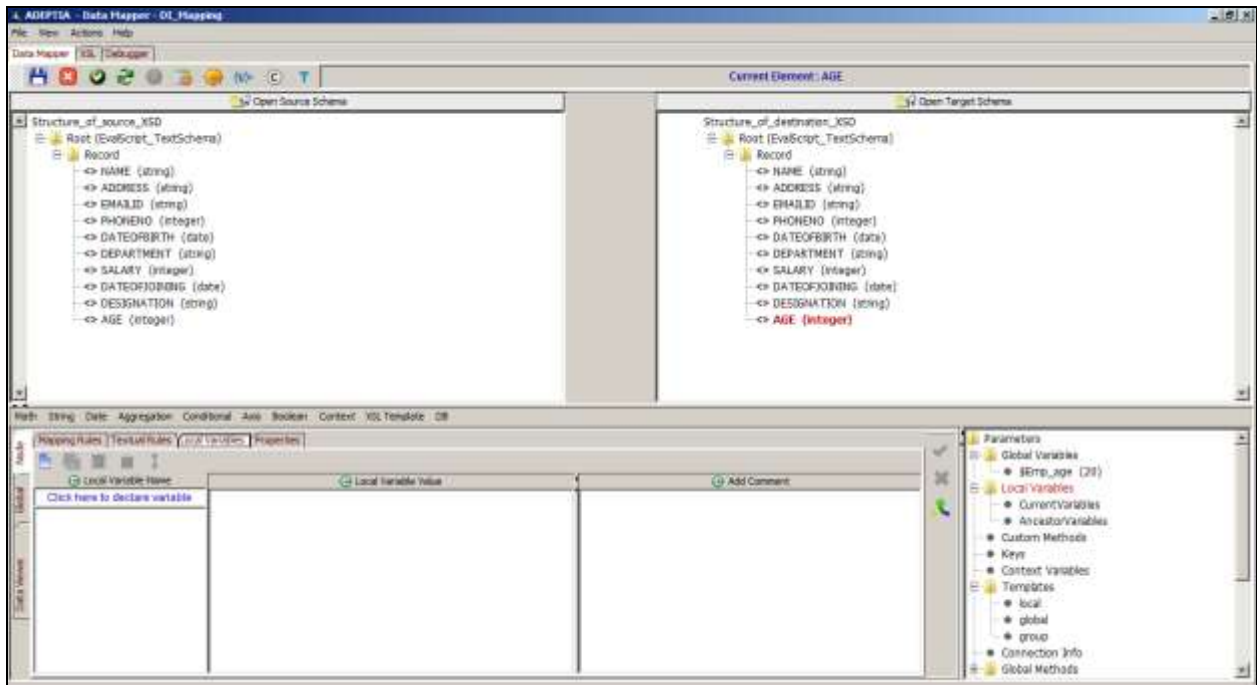 ADEPTIA - Data Mapper - DI_Mapping
File View Actions Help
Data Mapper XSL Debugger
Current Element: AGE
Open Source Schema
Open Target Schema
Structure_of_source_XSD
Root (EvalScript_TextSchema)
Record
<> NAME (string)
<> ADDRESS (string)
<> EMAILID (string)
<> PHONENO (integer)
<> DATEOFBIRTH (date)
<> DEPARTMENT (string)
<> SALARY (integer)
<> DATEOFJOINING (date)
<> DESIGNATION (string)
<> AGE (integer)
Structure_of_destination_XSD
Root (EvalScript_TextSchema)
Record
<> NAME (string)
<> ADDRESS (string)
<> EMAILID (string)
<> PHONENO (integer)
<> DATEOFBIRTH (date)
<> DEPARTMENT (string)
<> SALARY (integer)
<> DATEOFJOINING (date)
<> DESIGNATION (string)
<> AGE (integer)
Math String Date Aggregation Conditional Axis Boolean Context XSL Template DB
Mapping Rules Textual Rules Local Variables Properties
Node
Global
Data Viewer
Local Variable Name
Local Variable Value
Add Comment
Click here to declare variable
Parameters
Global Variables
$Emp_age (20)
Local Variables
CurrentVariables
AncestorVariables
Custom Methods
Keys
Context Variables
Templates
local
global
group
Connection Info
Global Methods